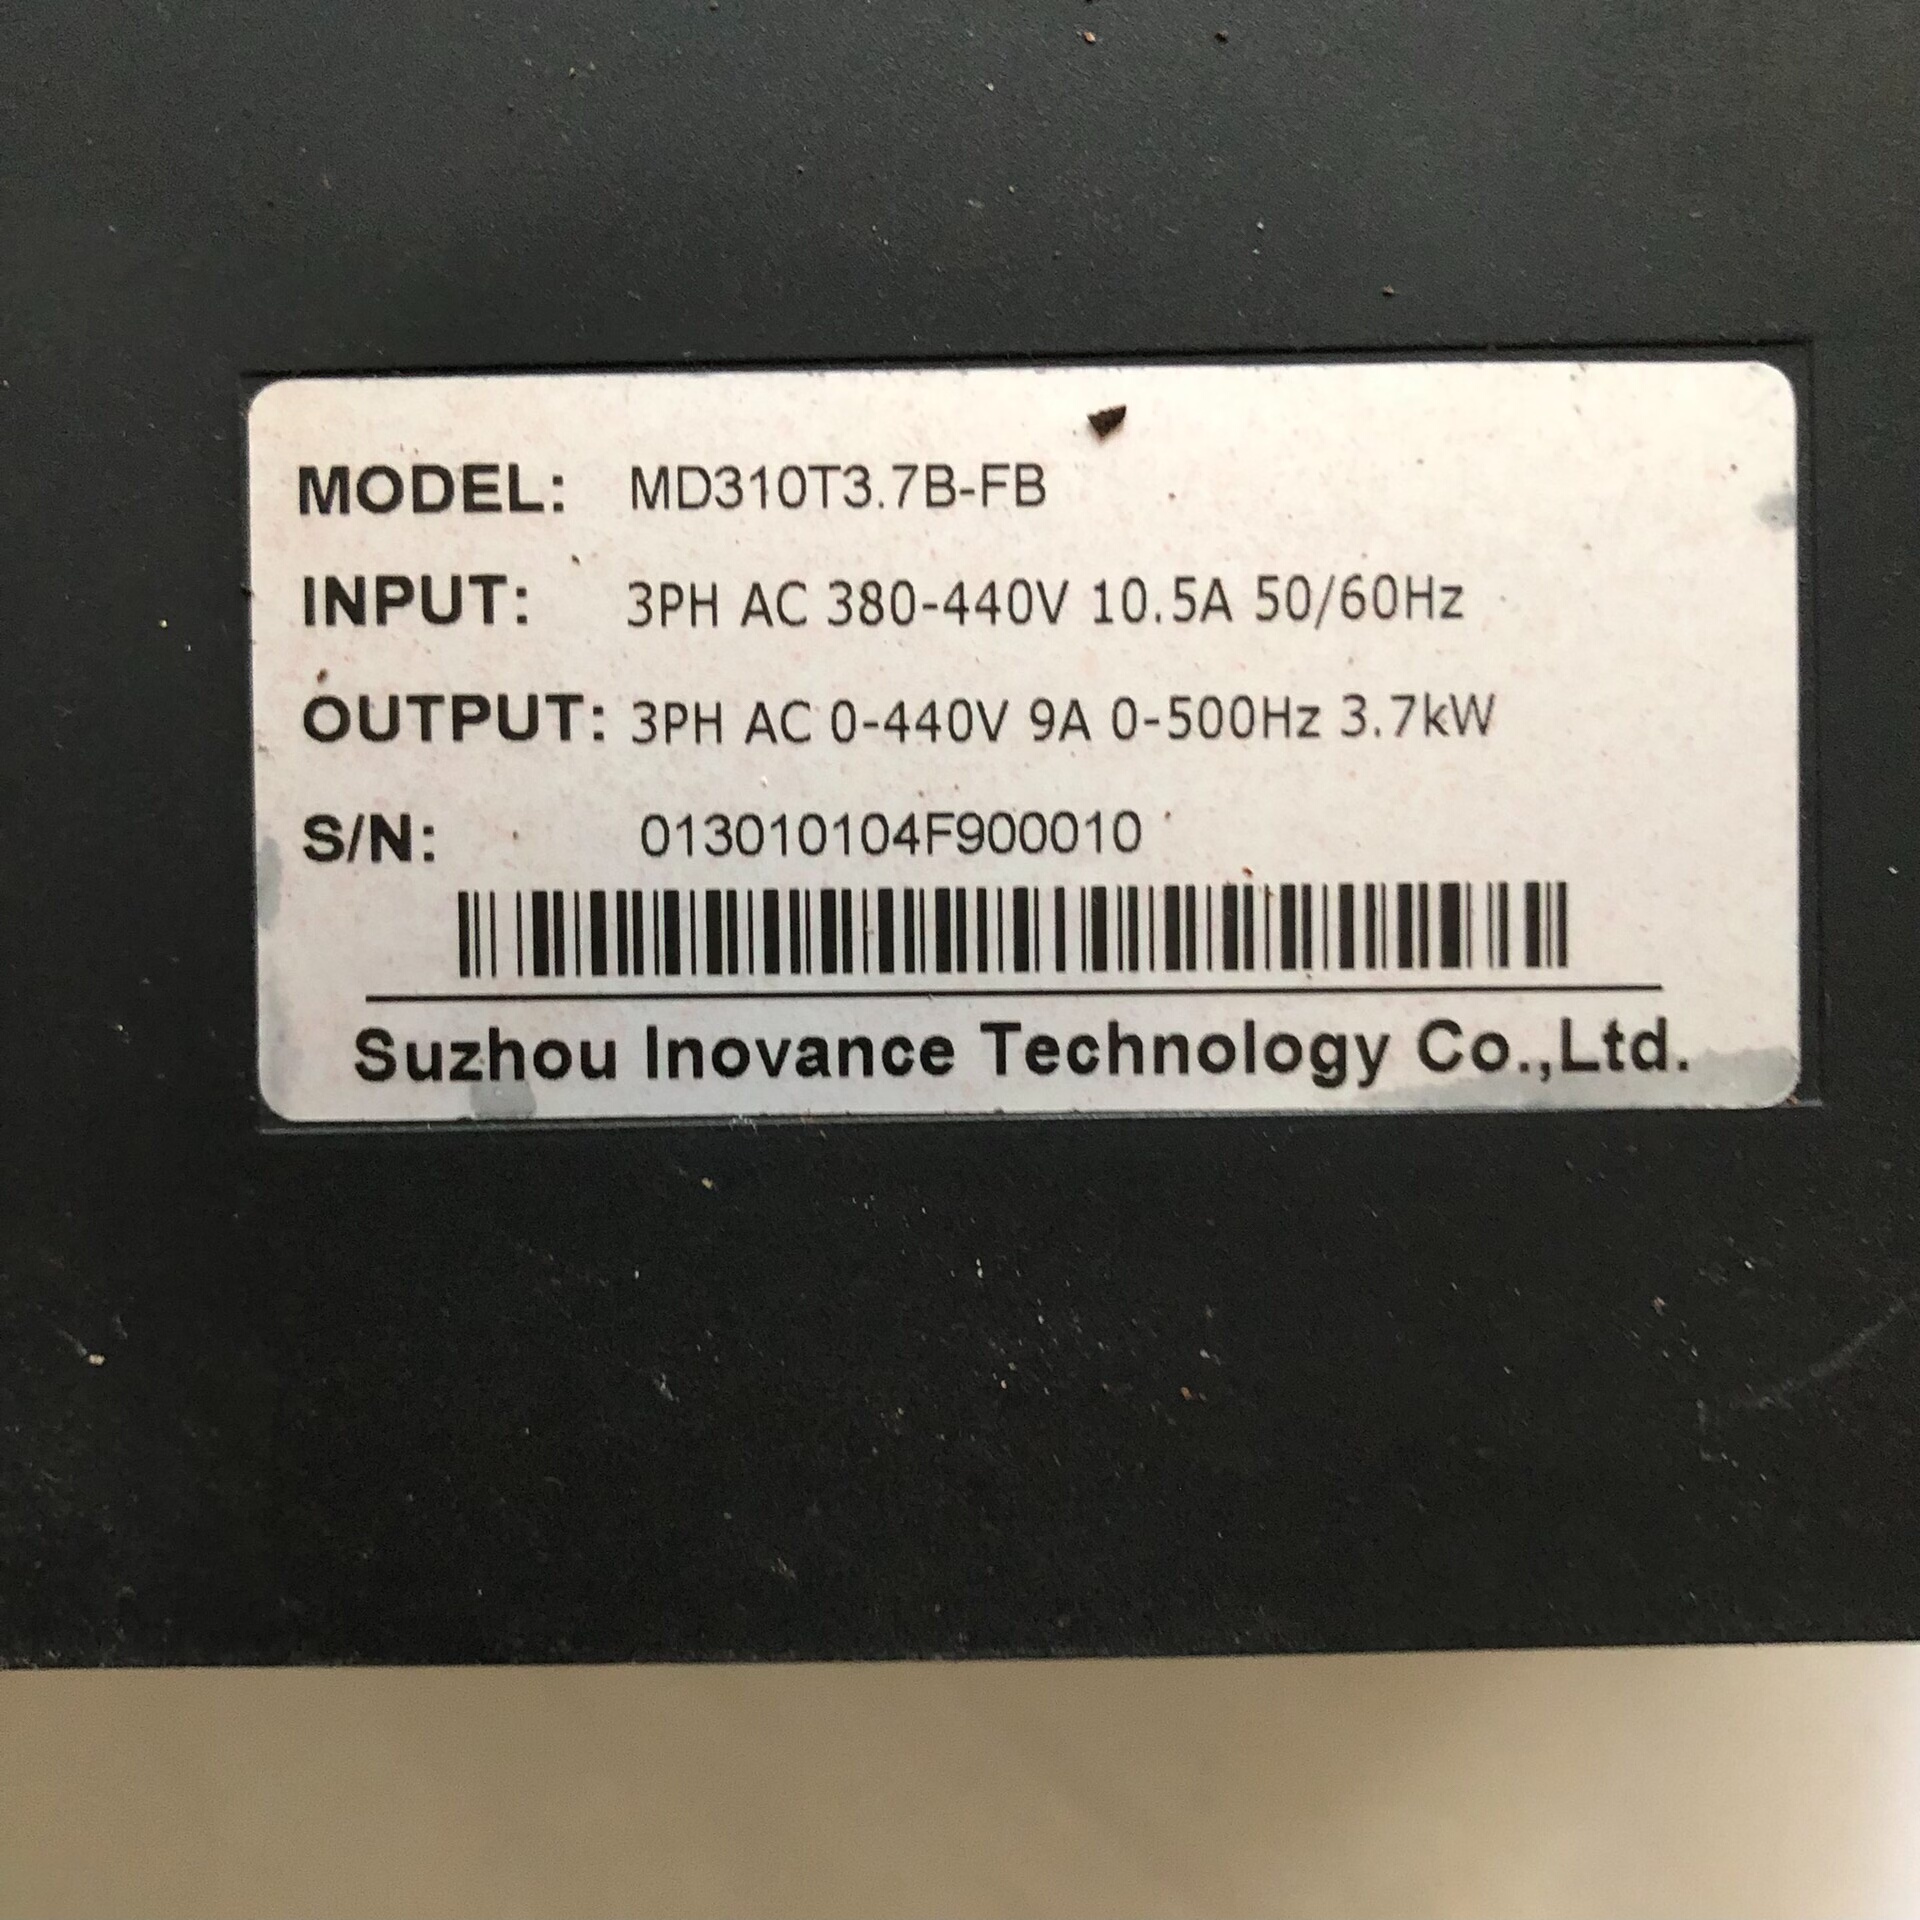 MODEL: MD310T3.7B-FB
INPUT: 3PH AC 380-440V 10.5A 50/60Hz
OUTPUT: 3PH AC 0-440V 9A 0-500Hz 3.7kW
S/N: 013010104F900010
Suzhou Inovance Technology Co.,Ltd.